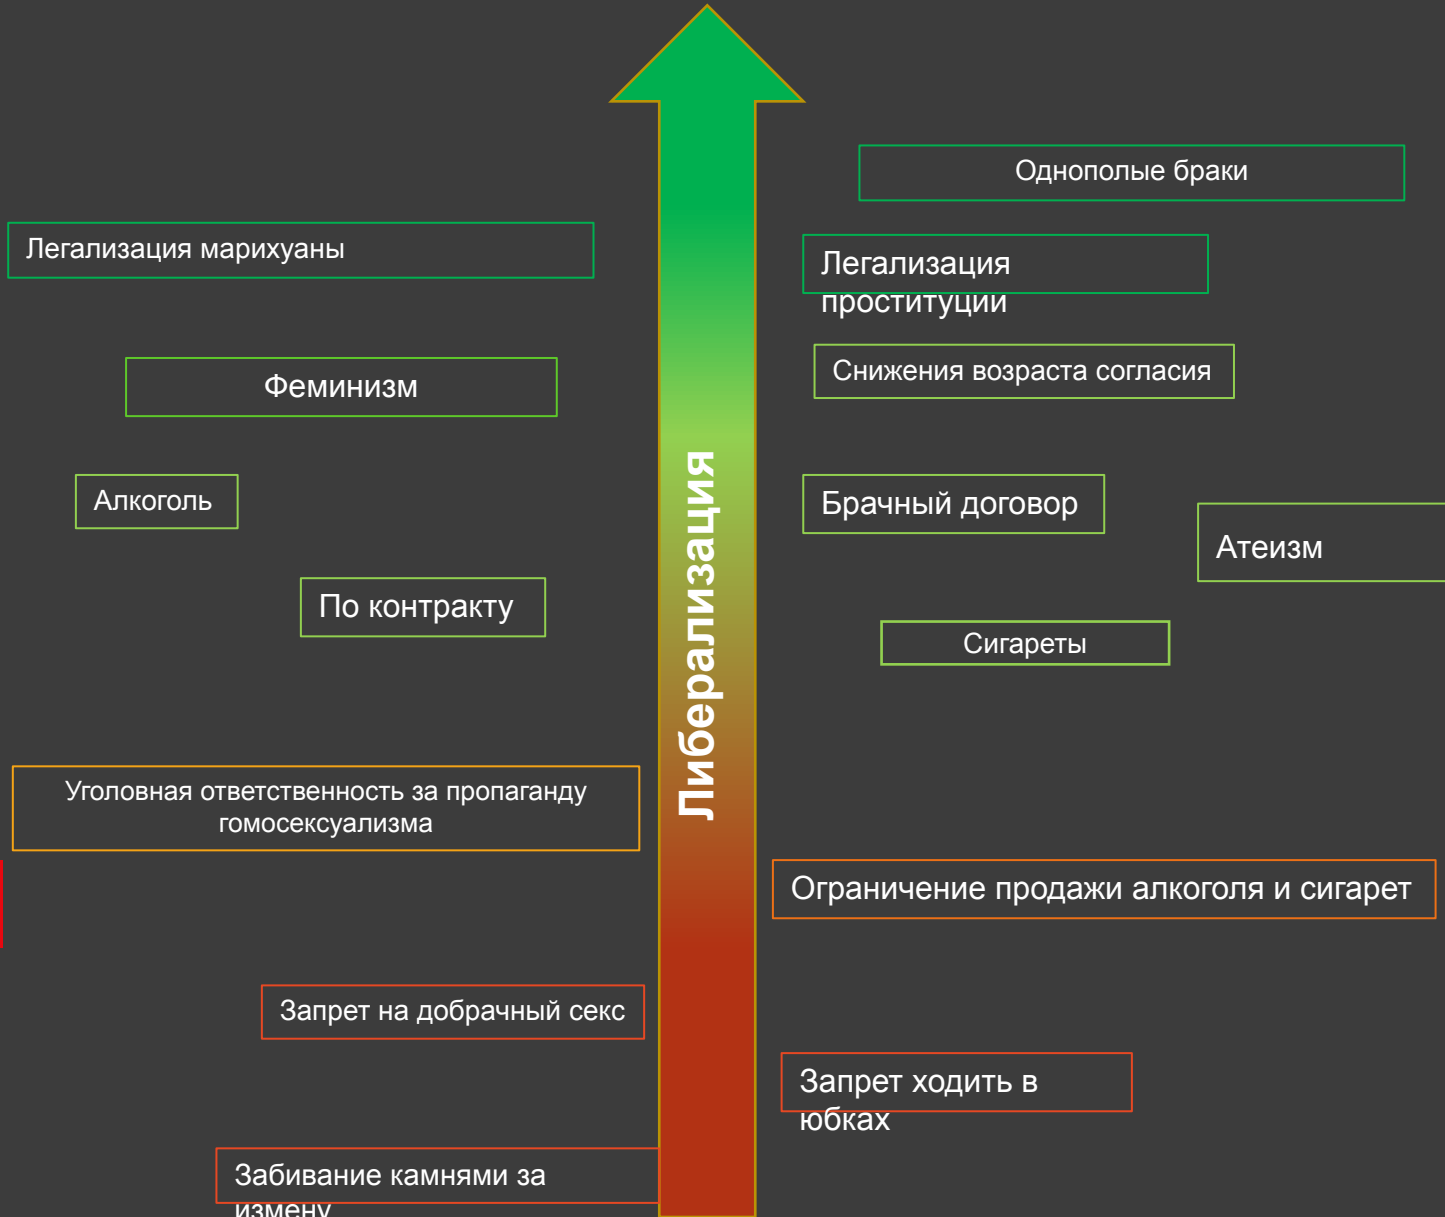 Однополые браки
Легализация марихуаны
Легализация
проституции
Снижения возраста согласия
Феминизм
Алкоголь
Брачный договор
Атеизм
По контракту
Сигареты
Либерализация
Уголовная ответственность за пропаганду
гомосексуализма
Ограничение продажи алкоголя и сигарет
Запрет на добрачный секс
Запрет ходить в
юбках
Забивание камнями за
измену